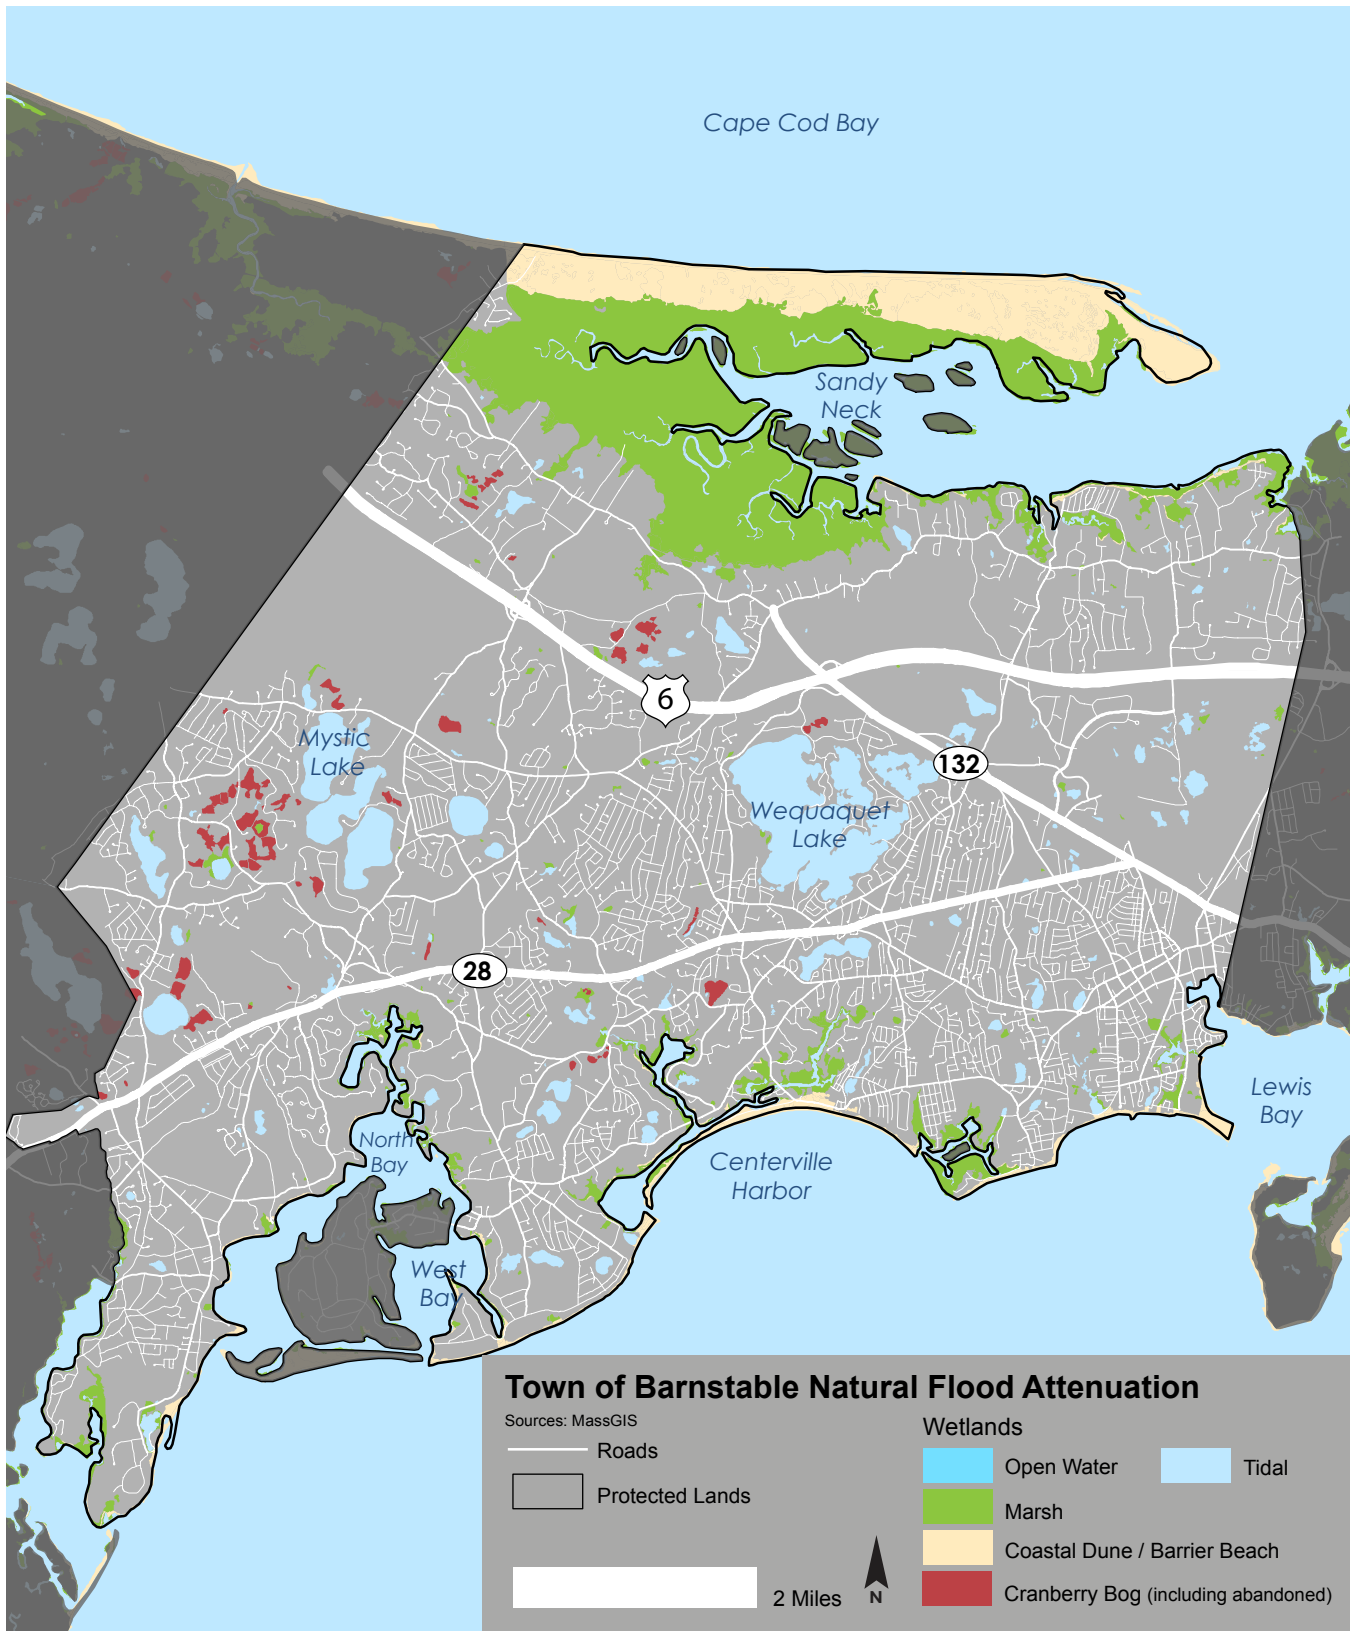 Cape Cod Bay
Sandy
Neck
6
Mystic
Lake
132
Wequaquet
Lake
28
Lewis
Bay
North
Bay
Centerville
Harbor
West
Bay
Town of Barnstable Natural Flood Attenuation
Sources: MassGIS
Roads
Protected Lands
2 Miles
N
Wetlands
Open Water
Tidal
Marsh
Coastal Dune / Barrier Beach
Cranberry Bog (including abandoned)